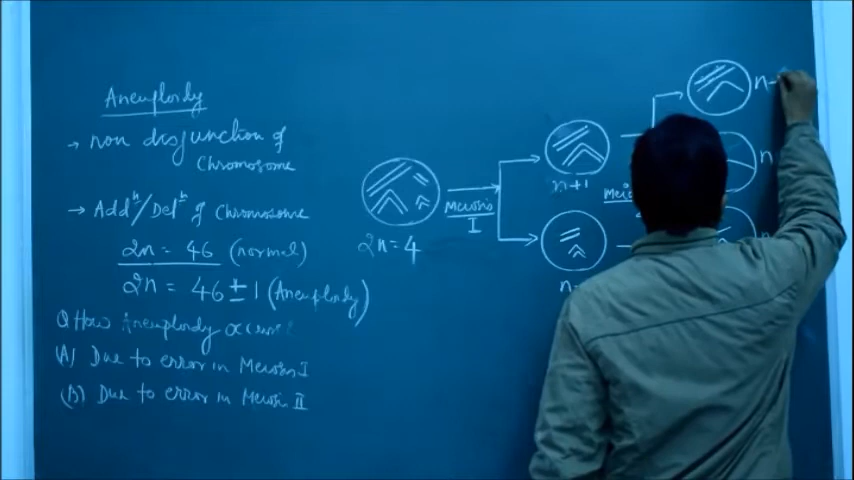 Aneuploidy
→ non disjunction of
Chromosome
→ Addⁿ/Delⁿ of Chromosome
2n = 46 (normal)
2n = 46 ± 1 (Aneuploidy)
Q How Aneuploidy occurs
(A) Due to error in Meiosis I
(B) Due to error in Meiosis II
2n = 4
Meiosis
I
n+1
n-
Meio
n-
n
n